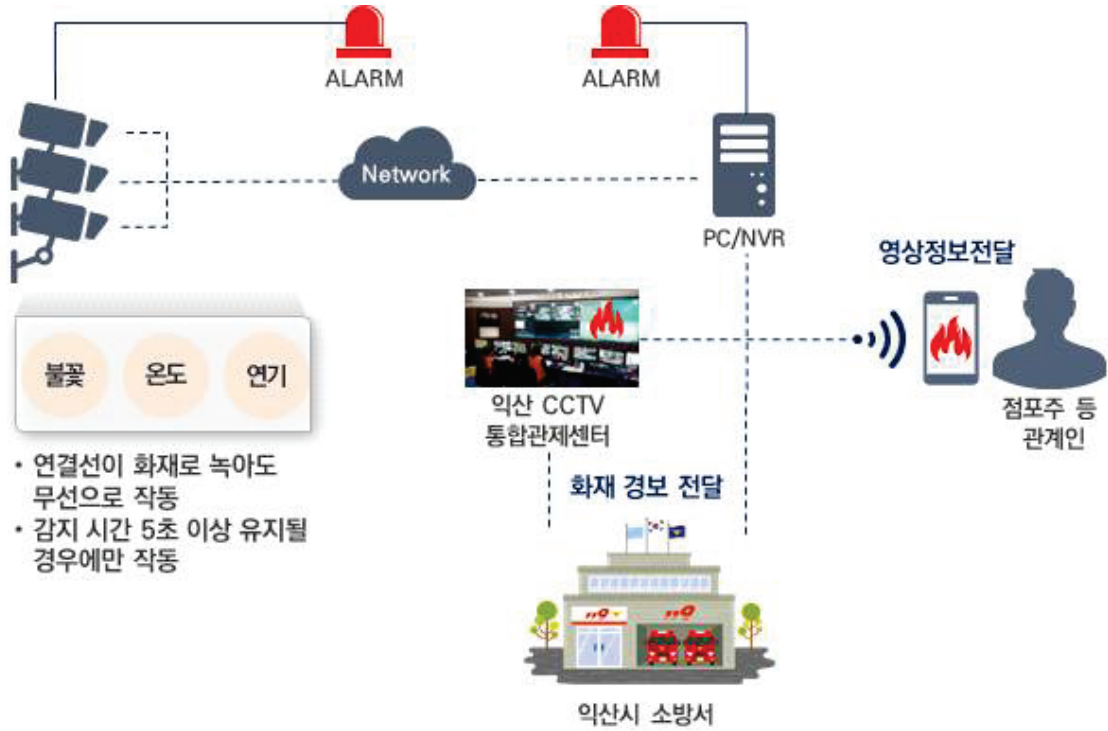 ALARM
ALARM
Network
PC/NVR
영상정보전달
불꽃
온도
연기
익산 CCTV
통합관제센터
점포주 등
관계인
• 연결선이 화재로 녹아도
무선으로 작동
• 감지 시간 5초 이상 유지될
경우에만 작동
화재 경보 전달
119
119
익산시 소방서